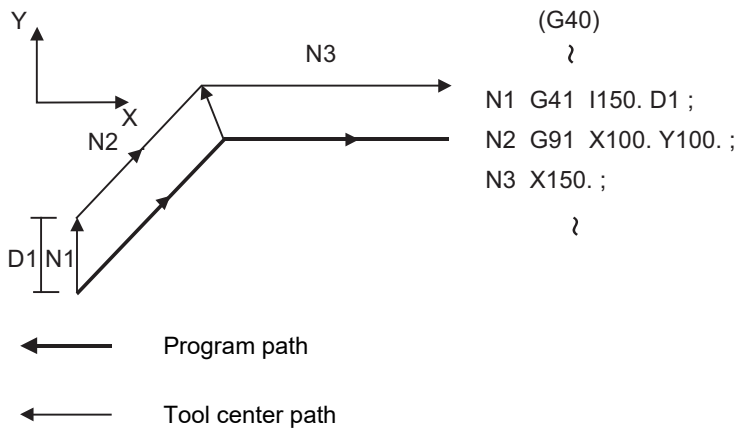 Y
X
N2
N3
D1 N1
(G40)
~
N1 G41 I150. D1 ;
N2 G91 X100. Y100. ;
N3 X150. ;
~
Program path
Tool center path